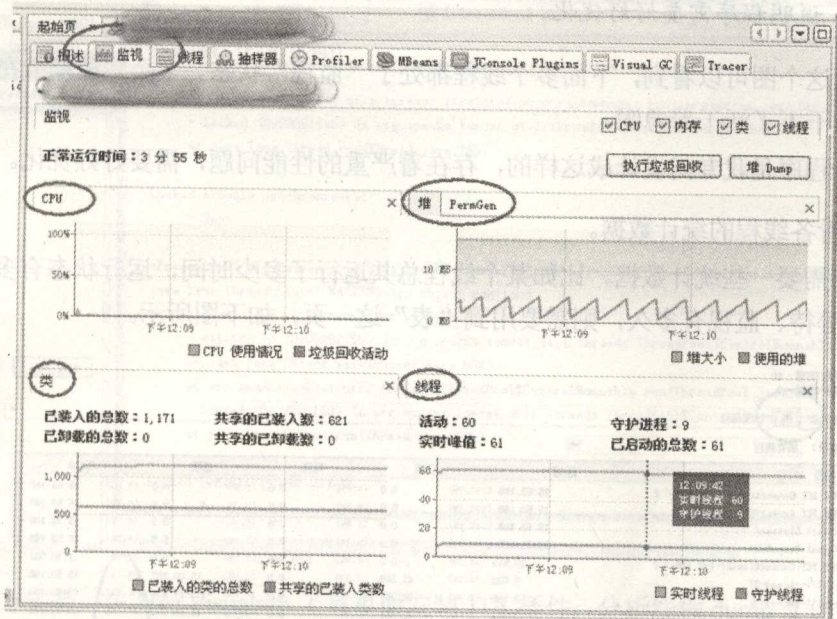 起始页
描述 监视 线程 抽样器 Profiler MBeans JConsole Plugins Visual GC Tracer
监视
CPU 内存 类 线程
正常运行时间：3 分 55 秒
执行垃圾回收 堆 Dump
CPU
100%
50%
0%
下午12:09 下午12:10
CPU 使用情况 垃圾回收活动
堆 PermGen
10 MB
0 MB
下午12:09 下午12:10
堆大小 使用的堆
类
已装入的总数：1,171 共享的已装入数：621
已卸载的总数：0 共享的已卸载数：0
1,000
500
0
下午12:09 下午12:10
已装入的类的总数 共享的已装入类数
线程
活动：60 守护进程：9
实时峰值：61 已启动的总数：61
60
40
20
0
12:09:42
实时线程 60
守护线程 9
下午12:09 下午12:10
实时线程 守护线程